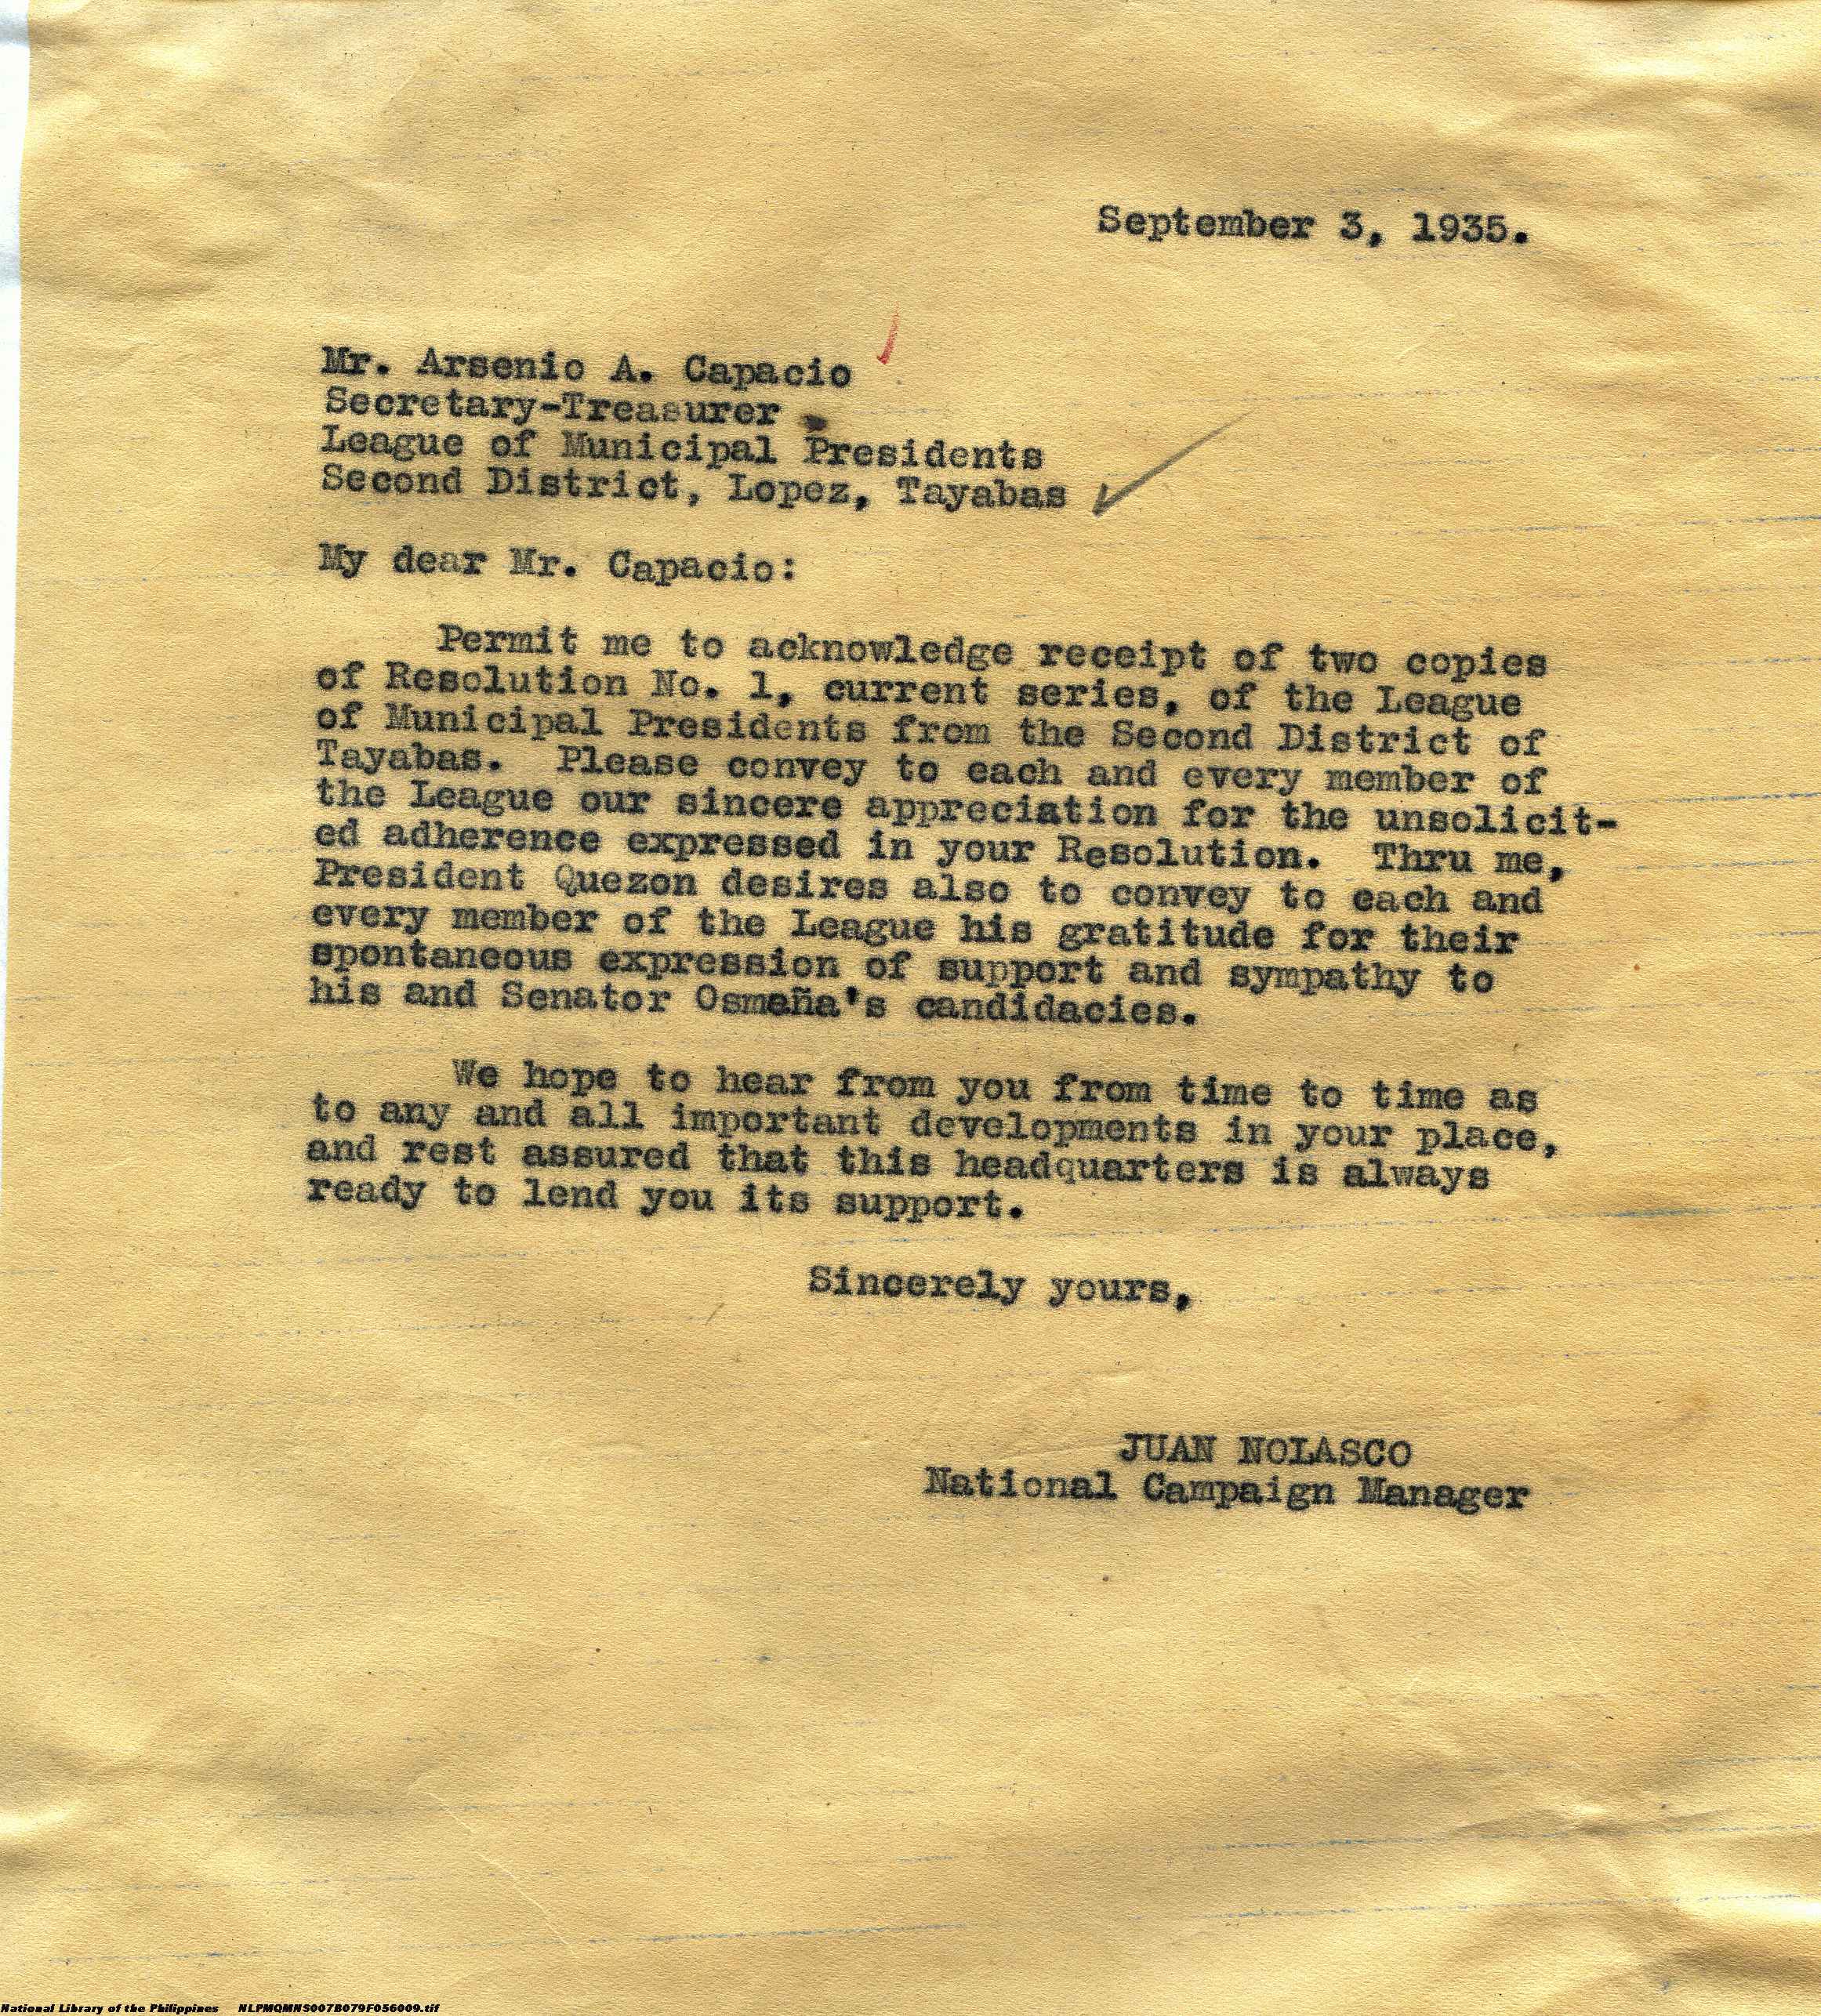 September 3, 1935.
Mr. Arsenio A. Capacio
Secretary-Treasurer
League of Municipal Presidents
Second District, Lopez, Tayabas
My dear Mr. Capacio:
Permit me to acknowledge receipt of two copies
of Resolution No. 1, current series, of the League
of Municipal Presidents from the Second District of
Tayabas. Please convey to each and every member of
the League our sincere appreciation for the unsolicit-
ed adherence expressed in your Resolution. Thru me,
President Quezon desires also to convey to each and
every member of the League his gratitude for their
spontaneous expression of support and sympathy to
his and Senator Osmeña's candidacies.
We hope to hear from you from time to time as
to any and all important developments in your place,
and rest assured that this headquarters is always
ready to lend you its support.
Sincerely yours,
JUAN NOLASCO
National Campaign Manager
National Library of the Philippines NLPMQMNS007B079F056009.tif